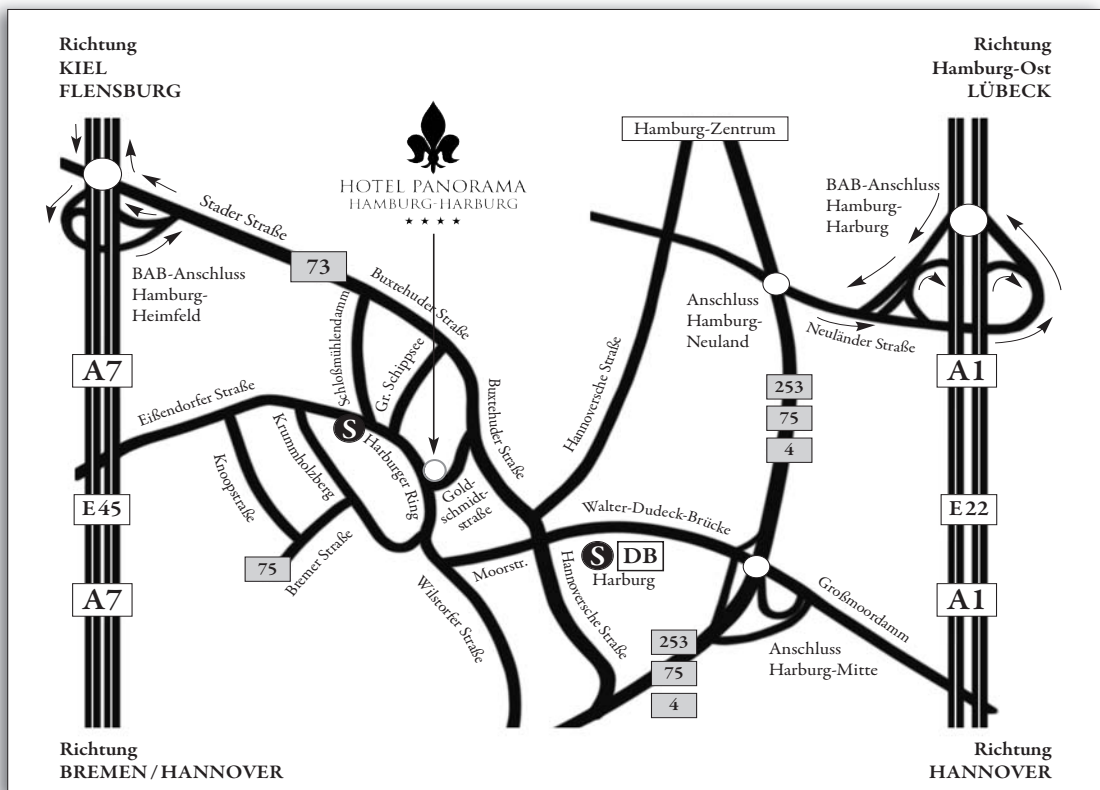 Richtung
KIEL
FLENSBURG
Richtung
Hamburg-Ost
LÜBECK
HOTEL PANORAMA
HAMBURG-HARBURG
Hamburg-Zentrum
BAB-Anschluss
Hamburg-
Harburg
Stader Straße
73
BAB-Anschluss
Hamburg-
Heimfeld
Buxtehuder Straße
Schloßmühlendamm
Gr. Schippsee
Anschluss
Hamburg-
Neuland
Neuländer Straße
Hannoversche Straße
A7
A1
253
75
4
Eißendorfer Straße
Knoopstraße
Krummholzberg
S
Harburger Ring
Buxtehuder Straße
Gold-
schmidt-
straße
E45
E22
Walter-Dudeck-Brücke
75
Bremer Straße
Moorstr.
S
DB
Harburg
Wilstorfer Straße
Hannoversche Straße
Großmoordamm
A7
A1
253
75
4
Anschluss
Harburg-Mitte
Richtung
BREMEN / HANNOVER
Richtung
HANNOVER